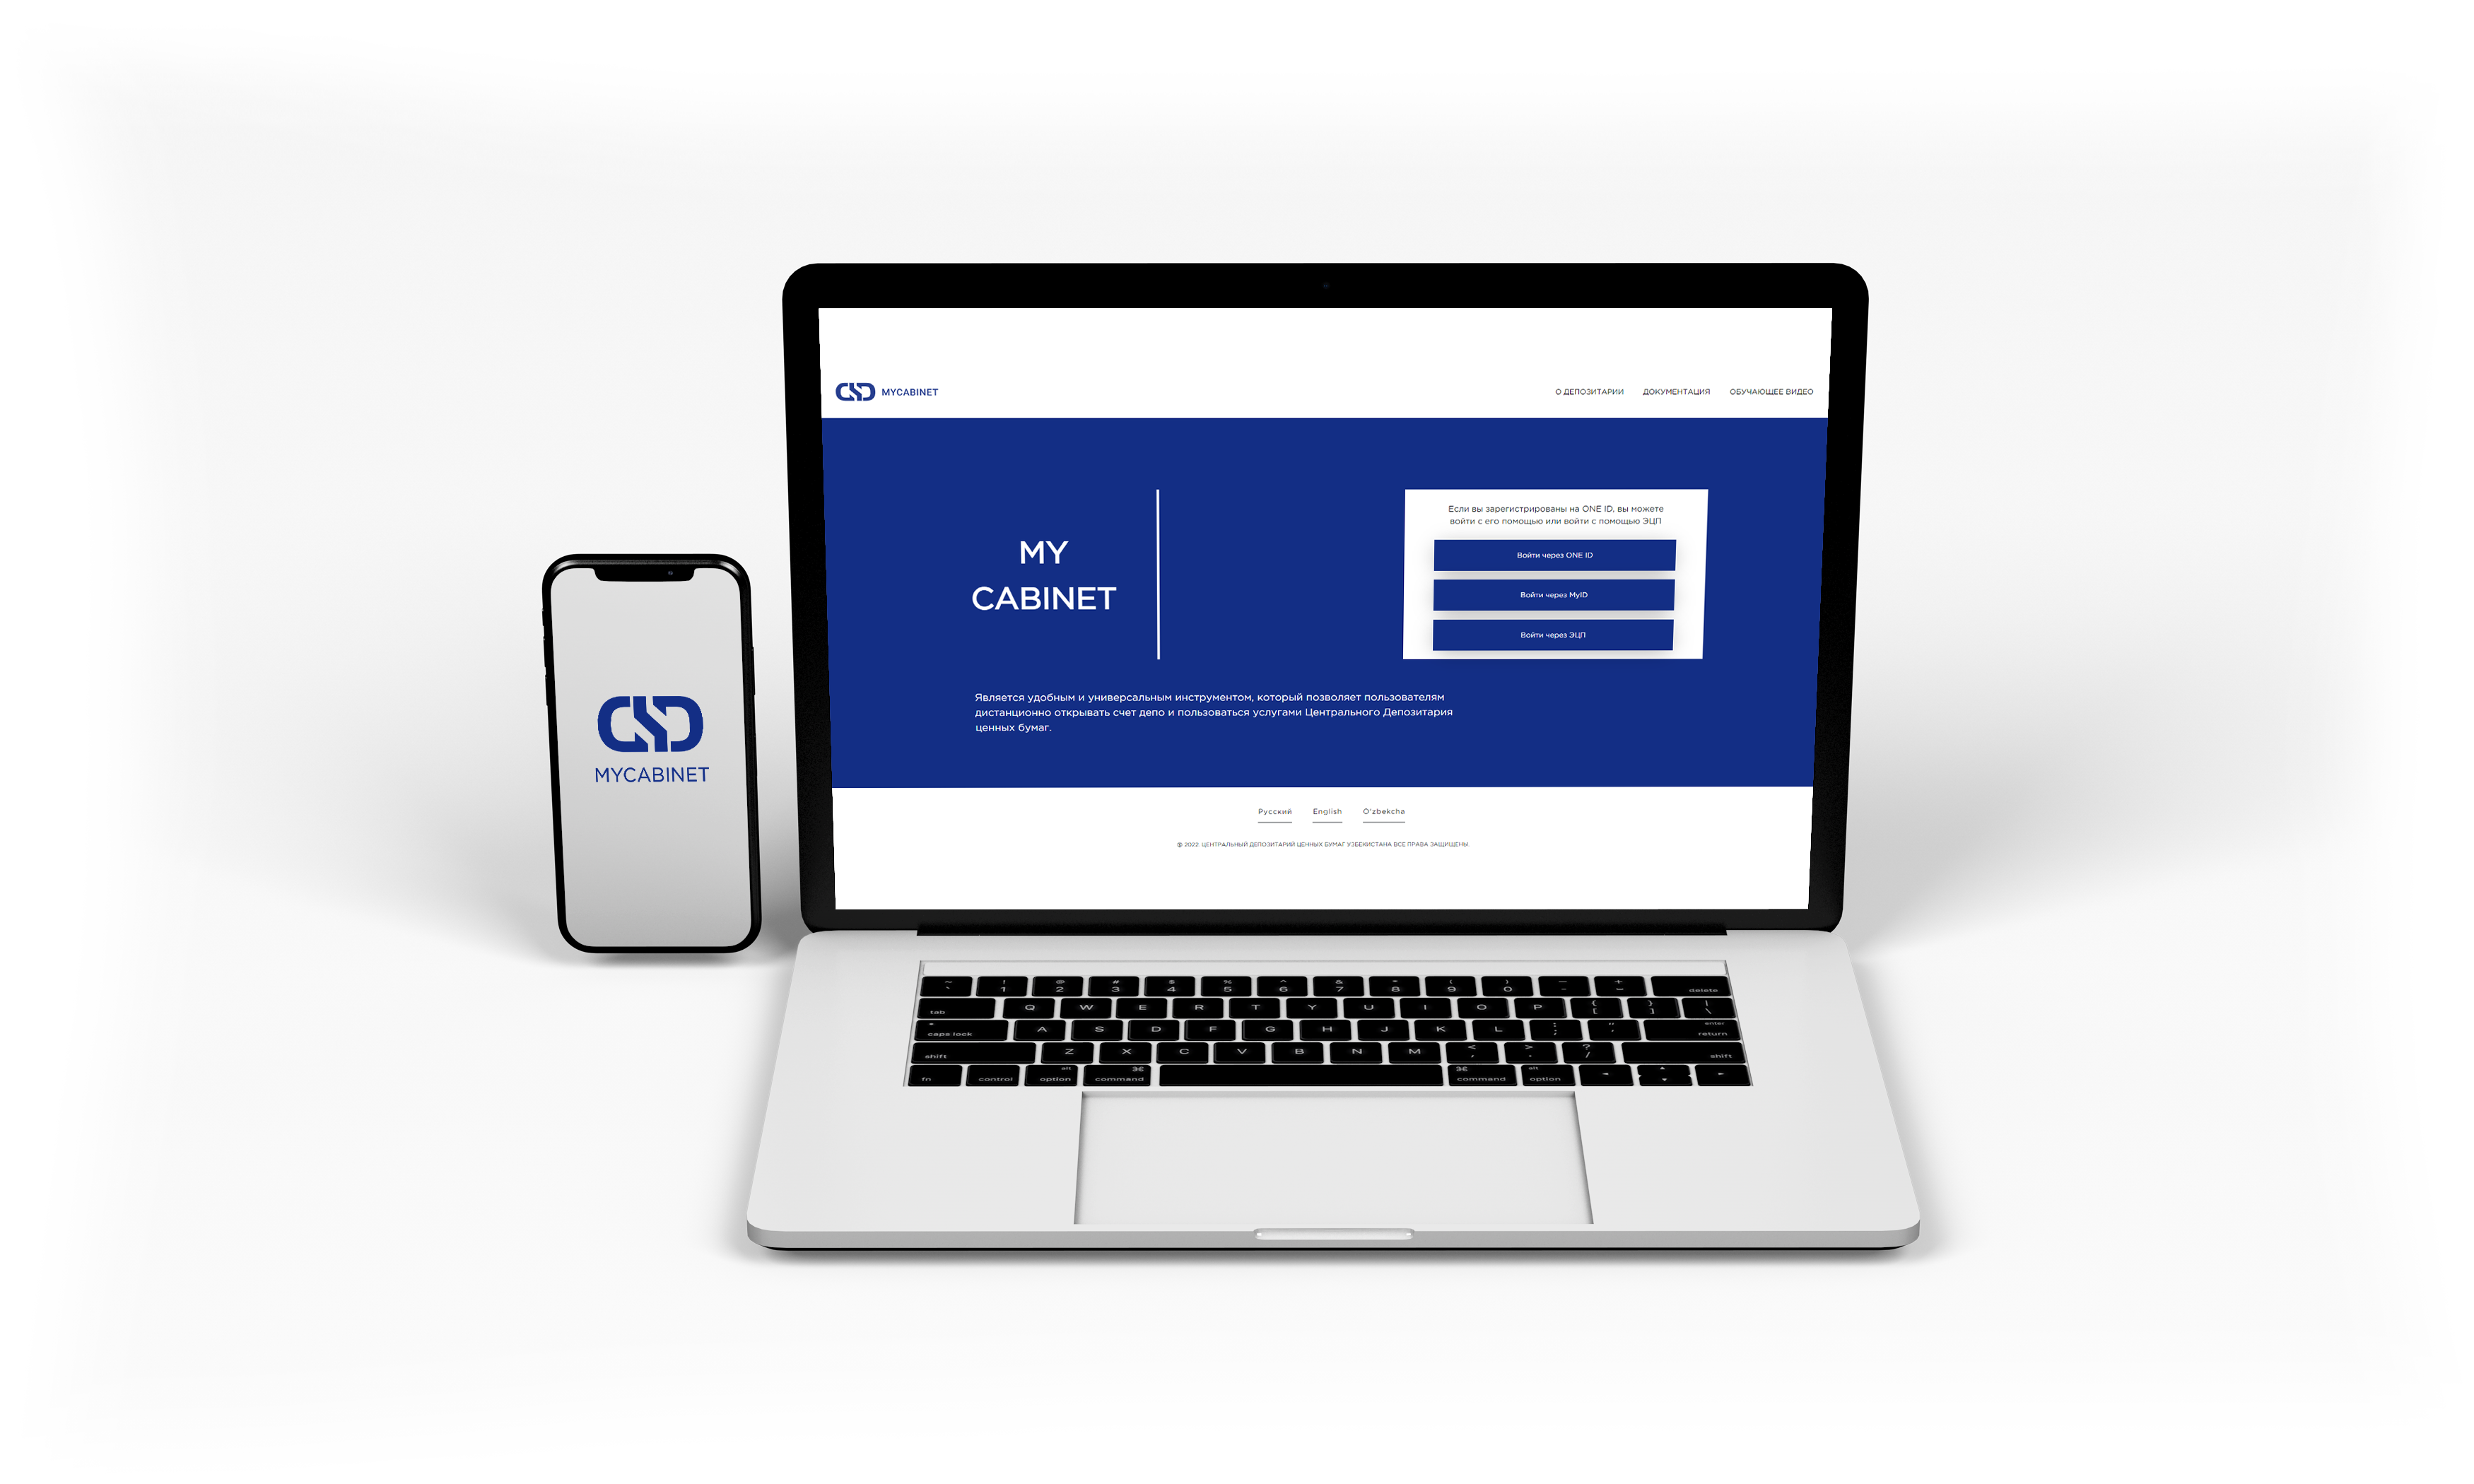 CSD MYCABINET
О ДЕПОЗИТАРИИ ДОКУМЕНТАЦИЯ ОБУЧАЮЩЕЕ ВИДЕО
MY
CABINET
Если вы зарегистрированы на ONE ID, вы можете
войти с его помощью или войти с помощью ЭЦП
Войти через ONE ID
Войти через MyID
Войти через ЭЦП
Является удобным и универсальным инструментом, который позволяет пользователям
дистанционно открывать счет депо и пользоваться услугами Центрального Депозитария
ценных бумаг.
Русский English O'zbekcha
© 2022. ЦЕНТРАЛЬНЫЙ ДЕПОЗИТАРИЙ ЦЕННЫХ БУМАГ УЗБЕКИСТАНА ВСЕ ПРАВА ЗАЩИЩЕНЫ.
CSD
MYCABINET
~ ! @ # $ % ^ & * ( ) — +
` 1 2 3 4 5 6 7 8 9 0 - = delete
tab Q W E R T Y U I O P { [ } ] | \
caps lock A S D F G H J K L : ; " ' enter return
shift Z X C V B N M < , > . ? / shift
fn control alt option ⌘ command ⌘ command alt option